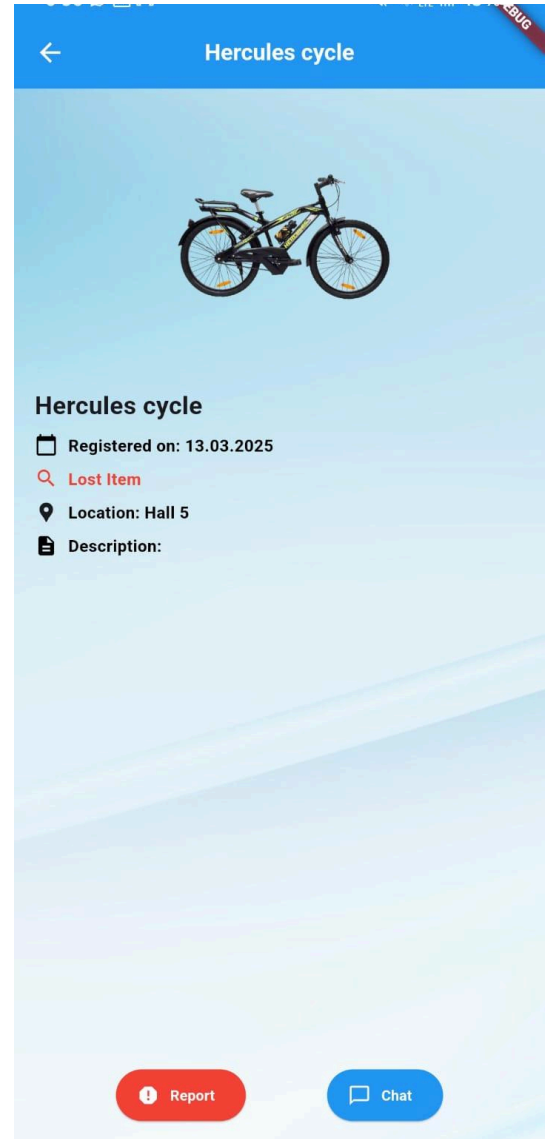 Hercules cycle
Hercules cycle
Registered on: 13.03.2025
Lost Item
Location: Hall 5
Description:
Report
Chat